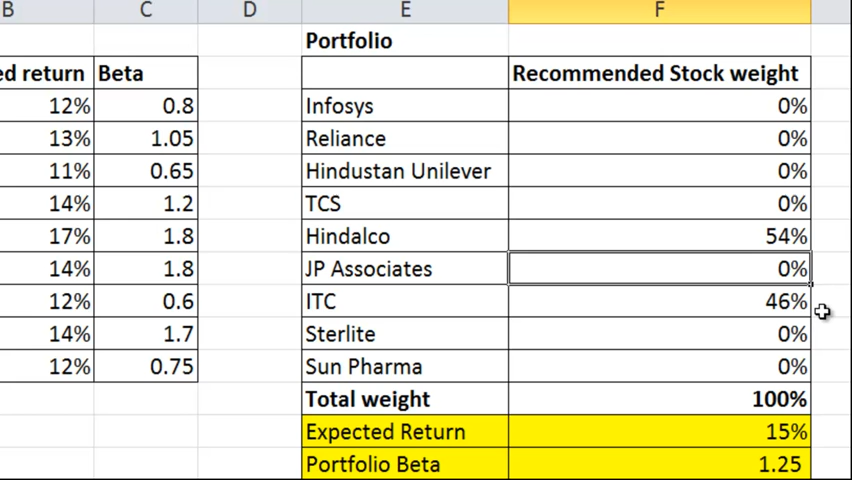 B C D E F
Portfolio
ed return Beta Recommended Stock weight
12% 0.8 Infosys 0%
13% 1.05 Reliance 0%
11% 0.65 Hindustan Unilever 0%
14% 1.2 TCS 0%
17% 1.8 Hindalco 54%
14% 1.8 JP Associates 0%
12% 0.6 ITC 46%
14% 1.7 Sterlite 0%
12% 0.75 Sun Pharma 0%
Total weight 100%
Expected Return 15%
Portfolio Beta 1.25